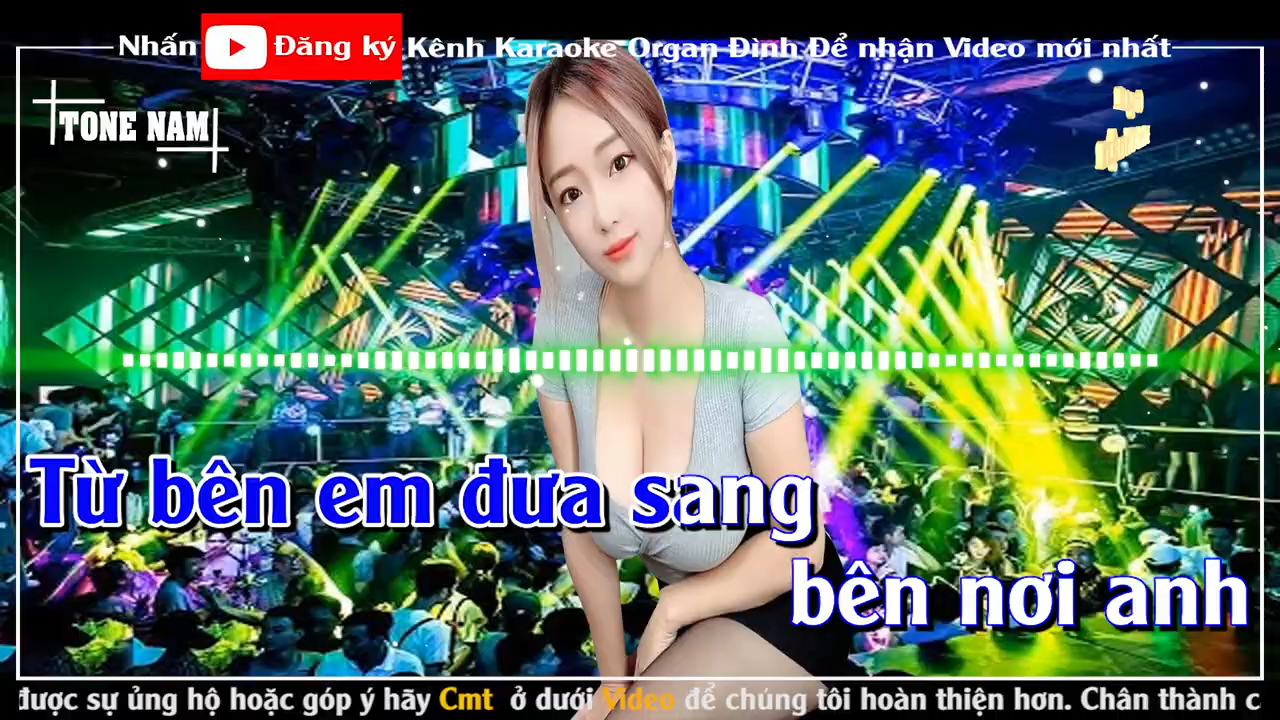 Nhấn Đăng ký Kênh Karaoke Organ Đình Để nhận Video mới nhất
TONE NAM
Từ bên em đưa sang
bên nơi anh
được sự ủng hộ hoặc góp ý hãy Cmt ở dưới Video để chúng tôi hoàn thiện hơn. Chân thành c